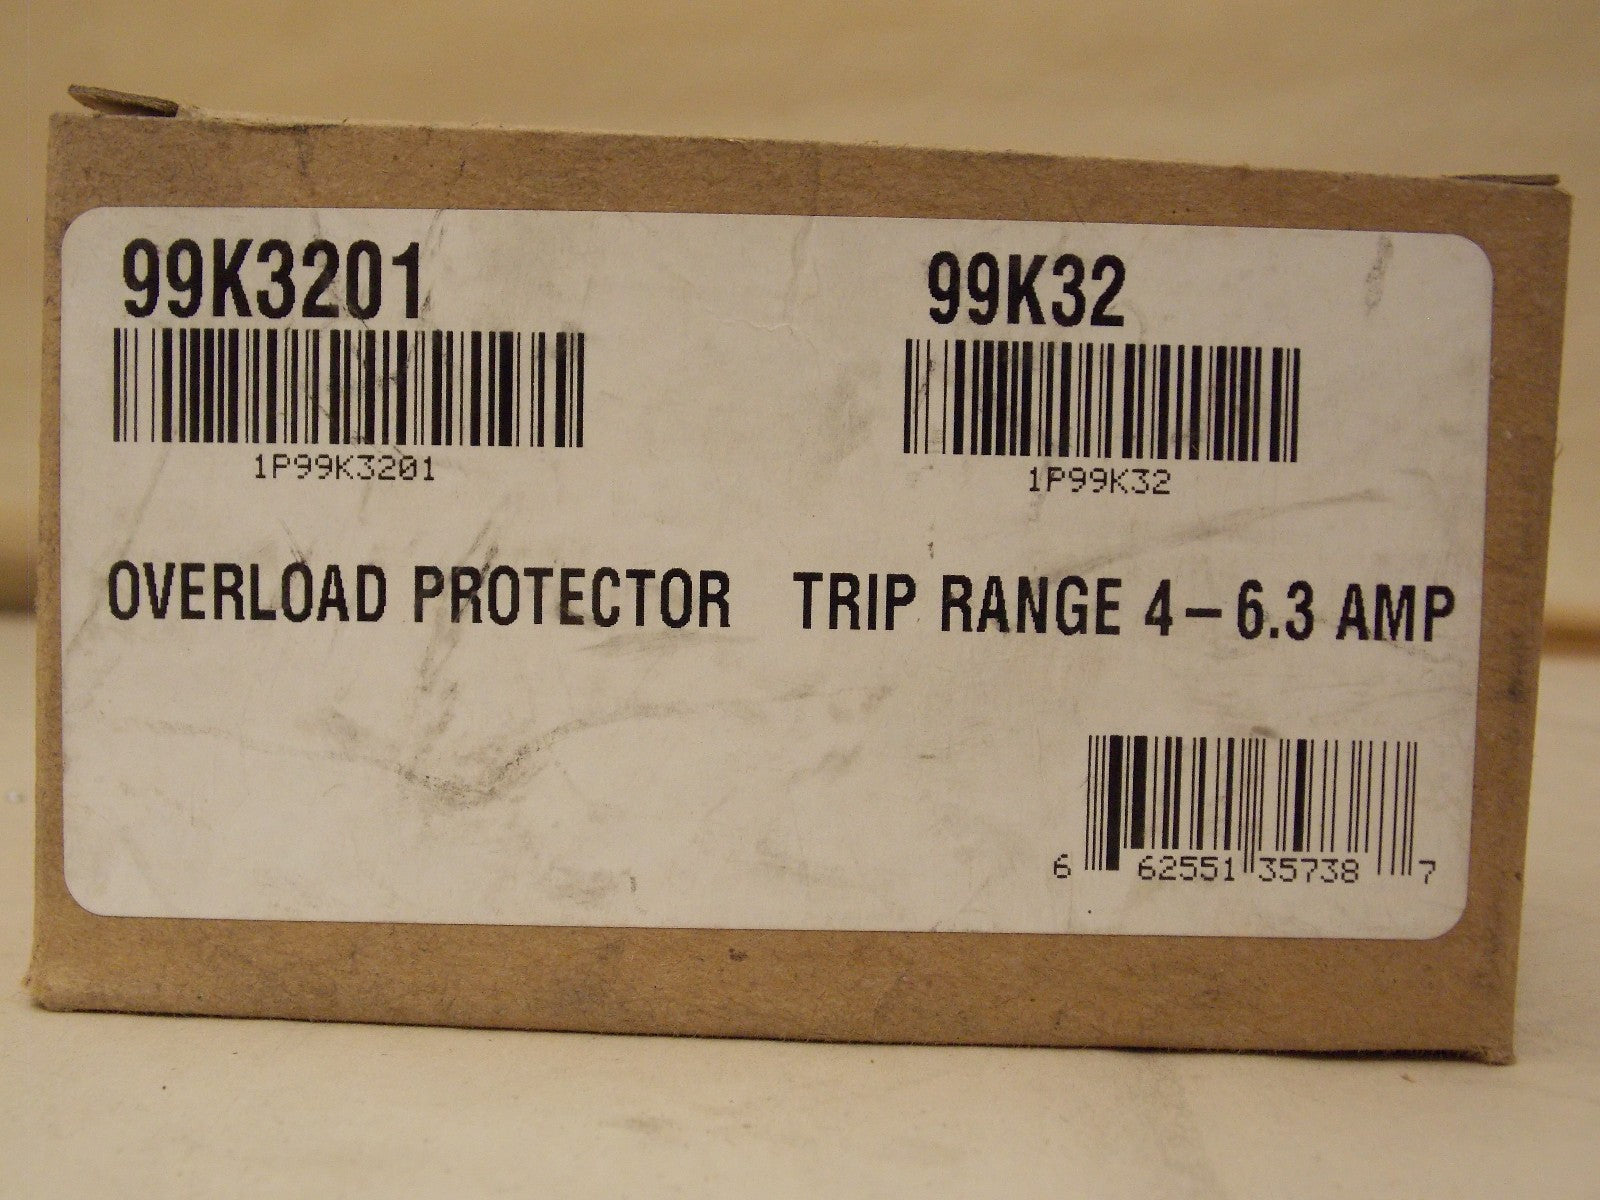 99K3201 99K32
1P99K3201 1P99K32
OVERLOAD PROTECTOR TRIP RANGE 4-6.3 AMP
6 62551 35738 7